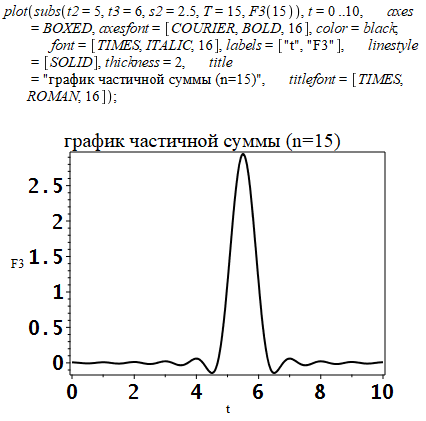 plot(subs(t2 = 5, t3 = 6, s2 = 2.5, T = 15, F3(15)), t = 0 ..10, axes
= BOXED, axesfont = [COURIER, BOLD, 16], color = black,
font = [TIMES, ITALIC, 16], labels = ["t", "F3"], linestyle
= [SOLID], thickness = 2, title
= "график частичной суммы (n=15)", titlefont = [TIMES,
ROMAN, 16]);
график частичной суммы (n=15)
2.5
2
F3
1.5
1
0.5
0
0 2 4 6 8 10
t